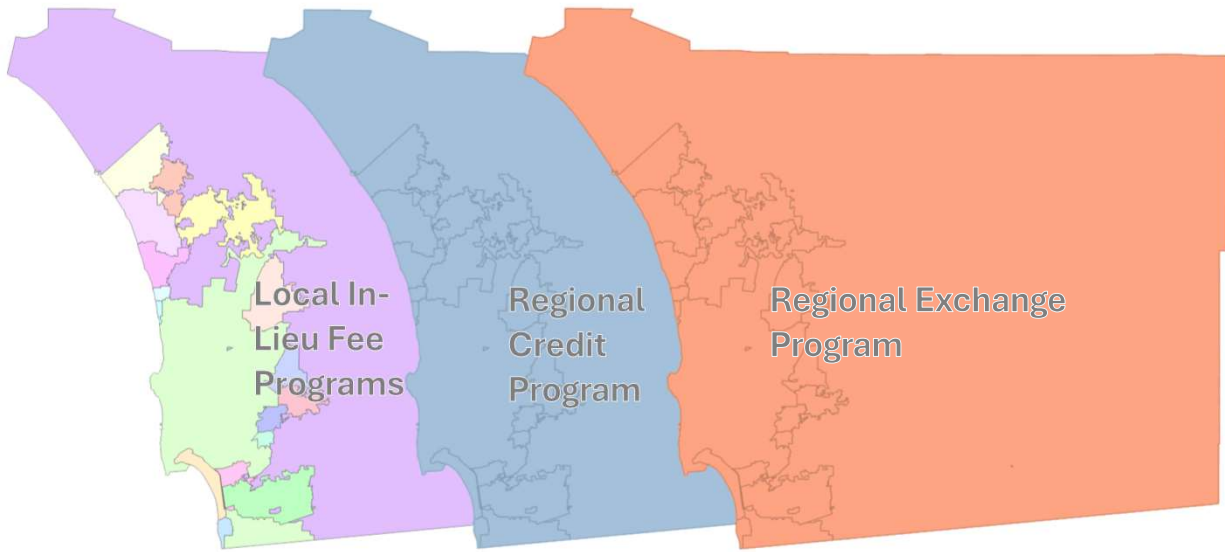 Local In-
Lieu Fee
Programs
Regional
Credit
Program
Regional Exchange
Program